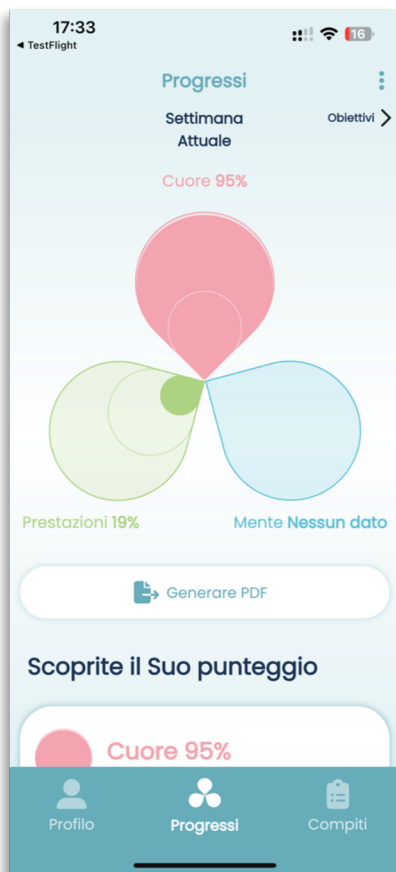 17:33
16
◀ TestFlight
Progressi
Settimana
Attuale
Obiettivi
Cuore 95%
Prestazioni 19%
Mente Nessun dato
Generare PDF
Scoprite il Suo punteggio
Cuore 95%
Profilo
Progressi
Compiti